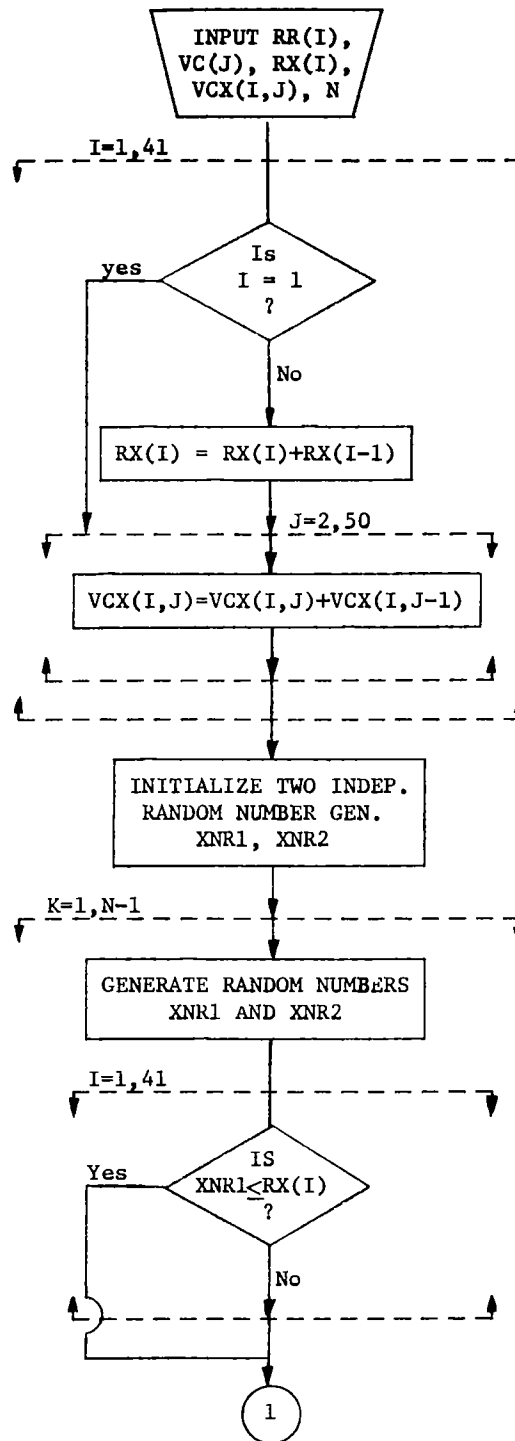 INPUT RR(I),
VC(J), RX(I),
VCX(I,J), N
I=1,41
Is
I = 1
?
yes
No
RX(I) = RX(I)+RX(I-1)
J=2,50
VCX(I,J)=VCX(I,J)+VCX(I,J-1)
INITIALIZE TWO INDEP.
RANDOM NUMBER GEN.
XNR1, XNR2
K=1,N-1
GENERATE RANDOM NUMBERS
XNR1 AND XNR2
I=1,41
IS
XNR1≤RX(I)
?
Yes
No
1